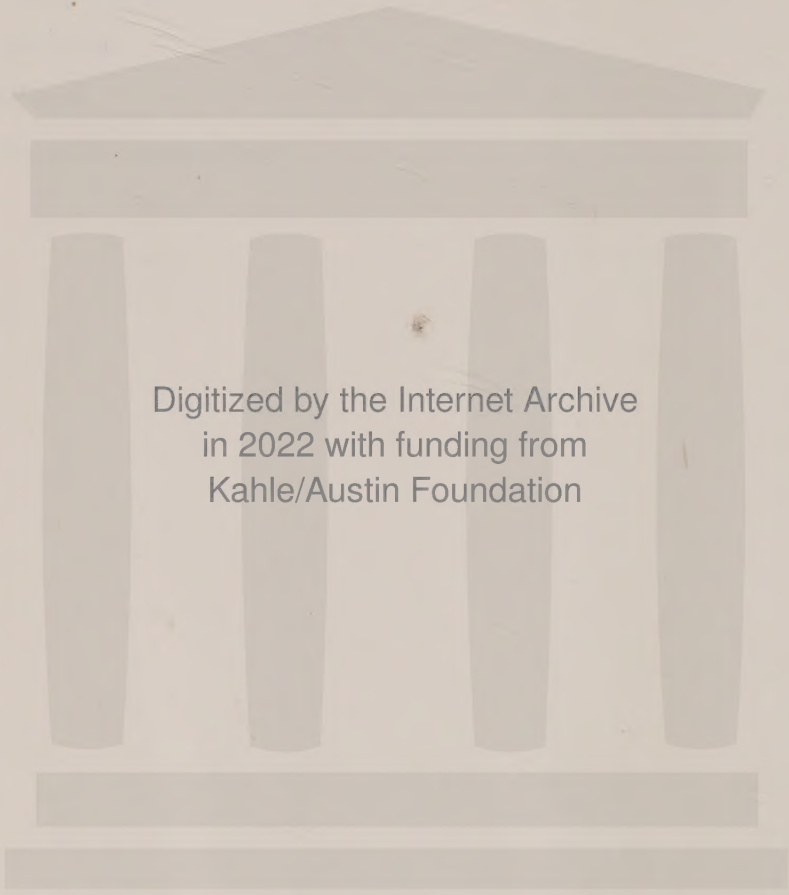 Digitized by the Internet Archive
in 2022 with funding from
Kahle/Austin Foundation